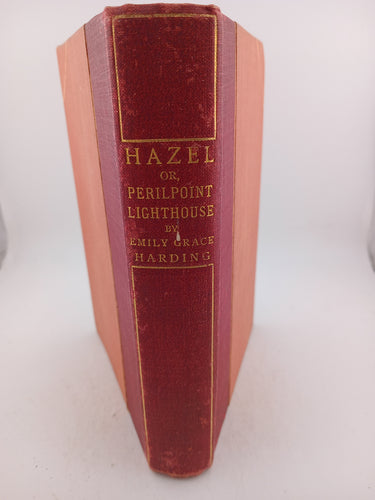 HAZEL
OR,
PERILPOINT
LIGHTHOUSE
BY
EMILY GRACE
HARDING